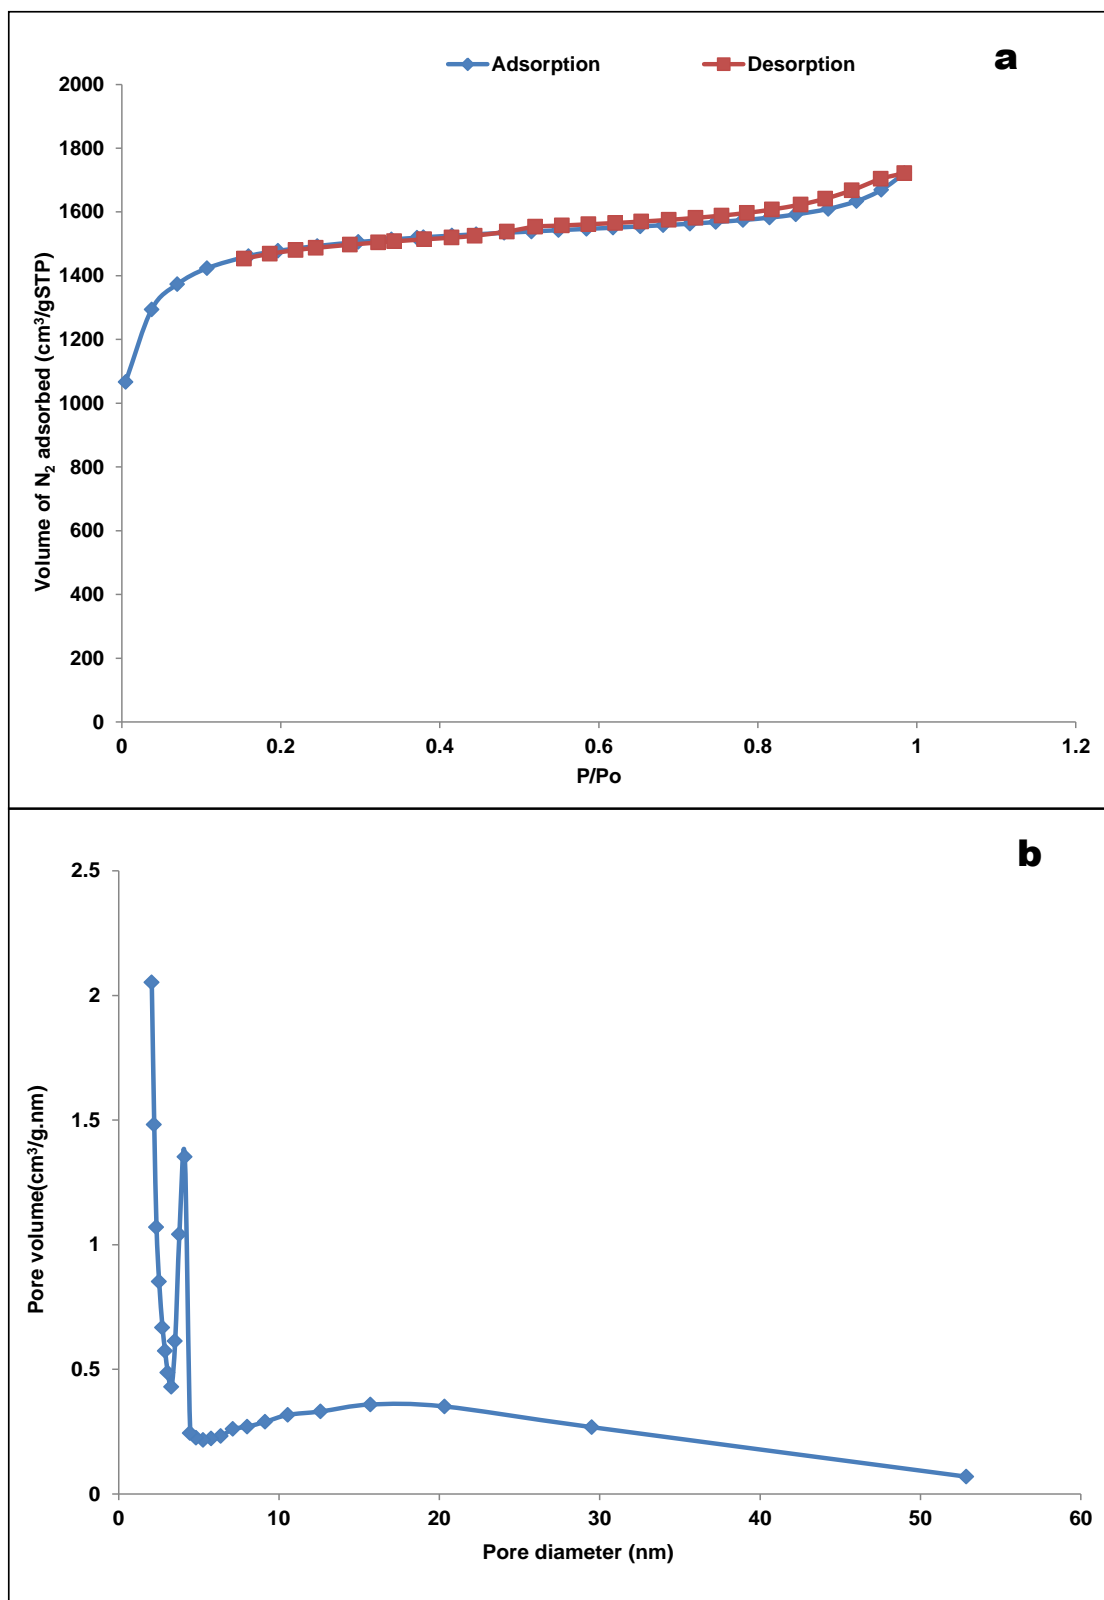 a
Adsorption
Desorption
2000
1800
1600
1400
1200
1000
800
600
400
200
0
Volume of N₂ adsorbed (cm³/gSTP)
0 0.2 0.4 0.6 0.8 1 1.2
P/Po
b
2.5
2
1.5
1
0.5
0
Pore volume(cm³/g.nm)
0 10 20 30 40 50 60
Pore diameter (nm)